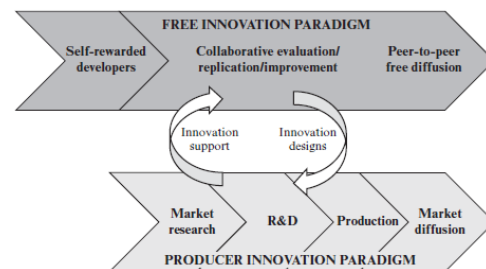 FREE INNOVATION PARADIGM
Self-rewarded
developers
Collaborative evaluation/
replication/improvement
Peer-to-peer
free diffusion
Innovation
support
Innovation
designs
Market
research
R&D
Production
Market
diffusion
PRODUCER INNOVATION PARADIGM